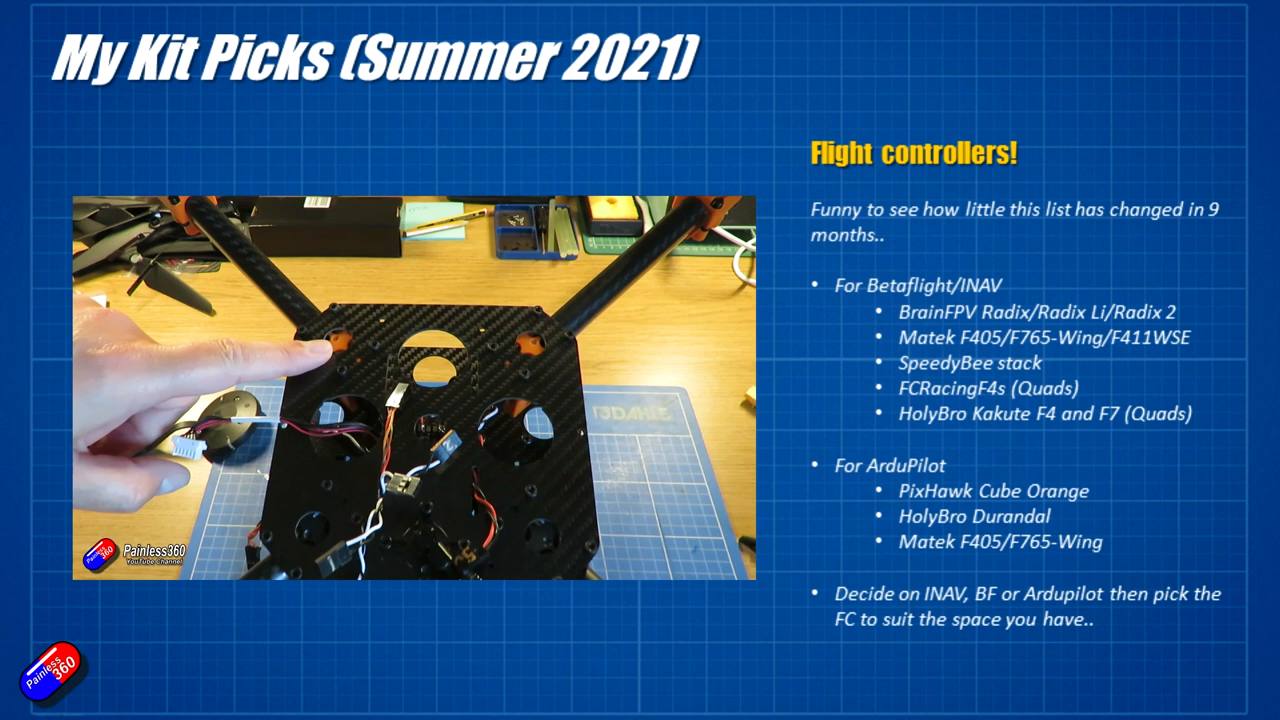 My Kit Picks (Summer 2021)
Flight controllers!
Funny to see how little this list has changed in 9
months..
• For Betaflight/INAV
• BrainFPV Radix/Radix Li/Radix 2
• Matek F405/F765-Wing/F411WSE
• SpeedyBee stack
• FCRacingF4s (Quads)
• HolyBro Kakute F4 and F7 (Quads)
• For ArduPilot
• PixHawk Cube Orange
• HolyBro Durandal
• Matek F405/F765-Wing
• Decide on INAV, BF or Ardupilot then pick the
FC to suit the space you have..
Painless360
YouTube Channel
Painless
360
Painless
360